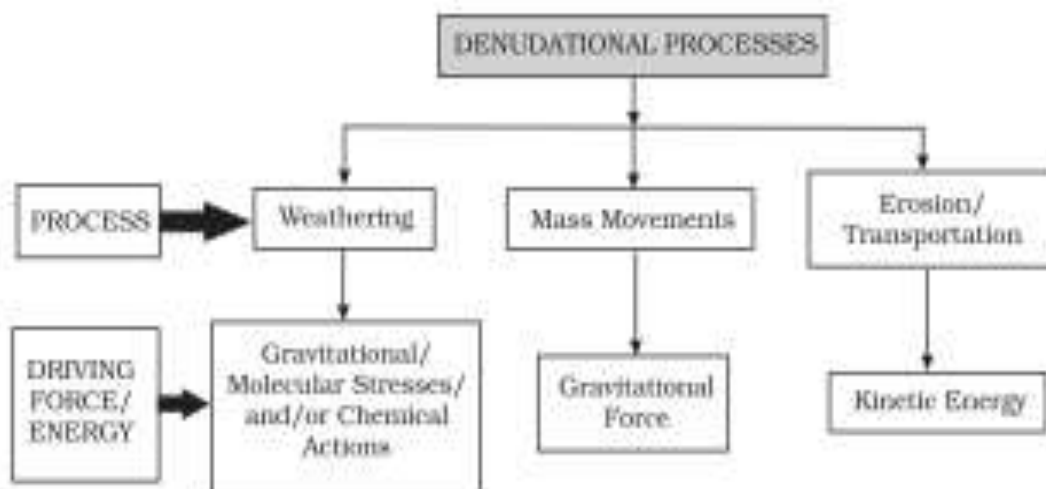 DENUDATIONAL PROCESSES
PROCESS
Weathering
Mass Movements
Erosion/
Transportation
DRIVING
FORCE/
ENERGY
Gravitational/
Molecular Stresses/
and/or Chemical
Actions
Gravitational
Force
Kinetic Energy